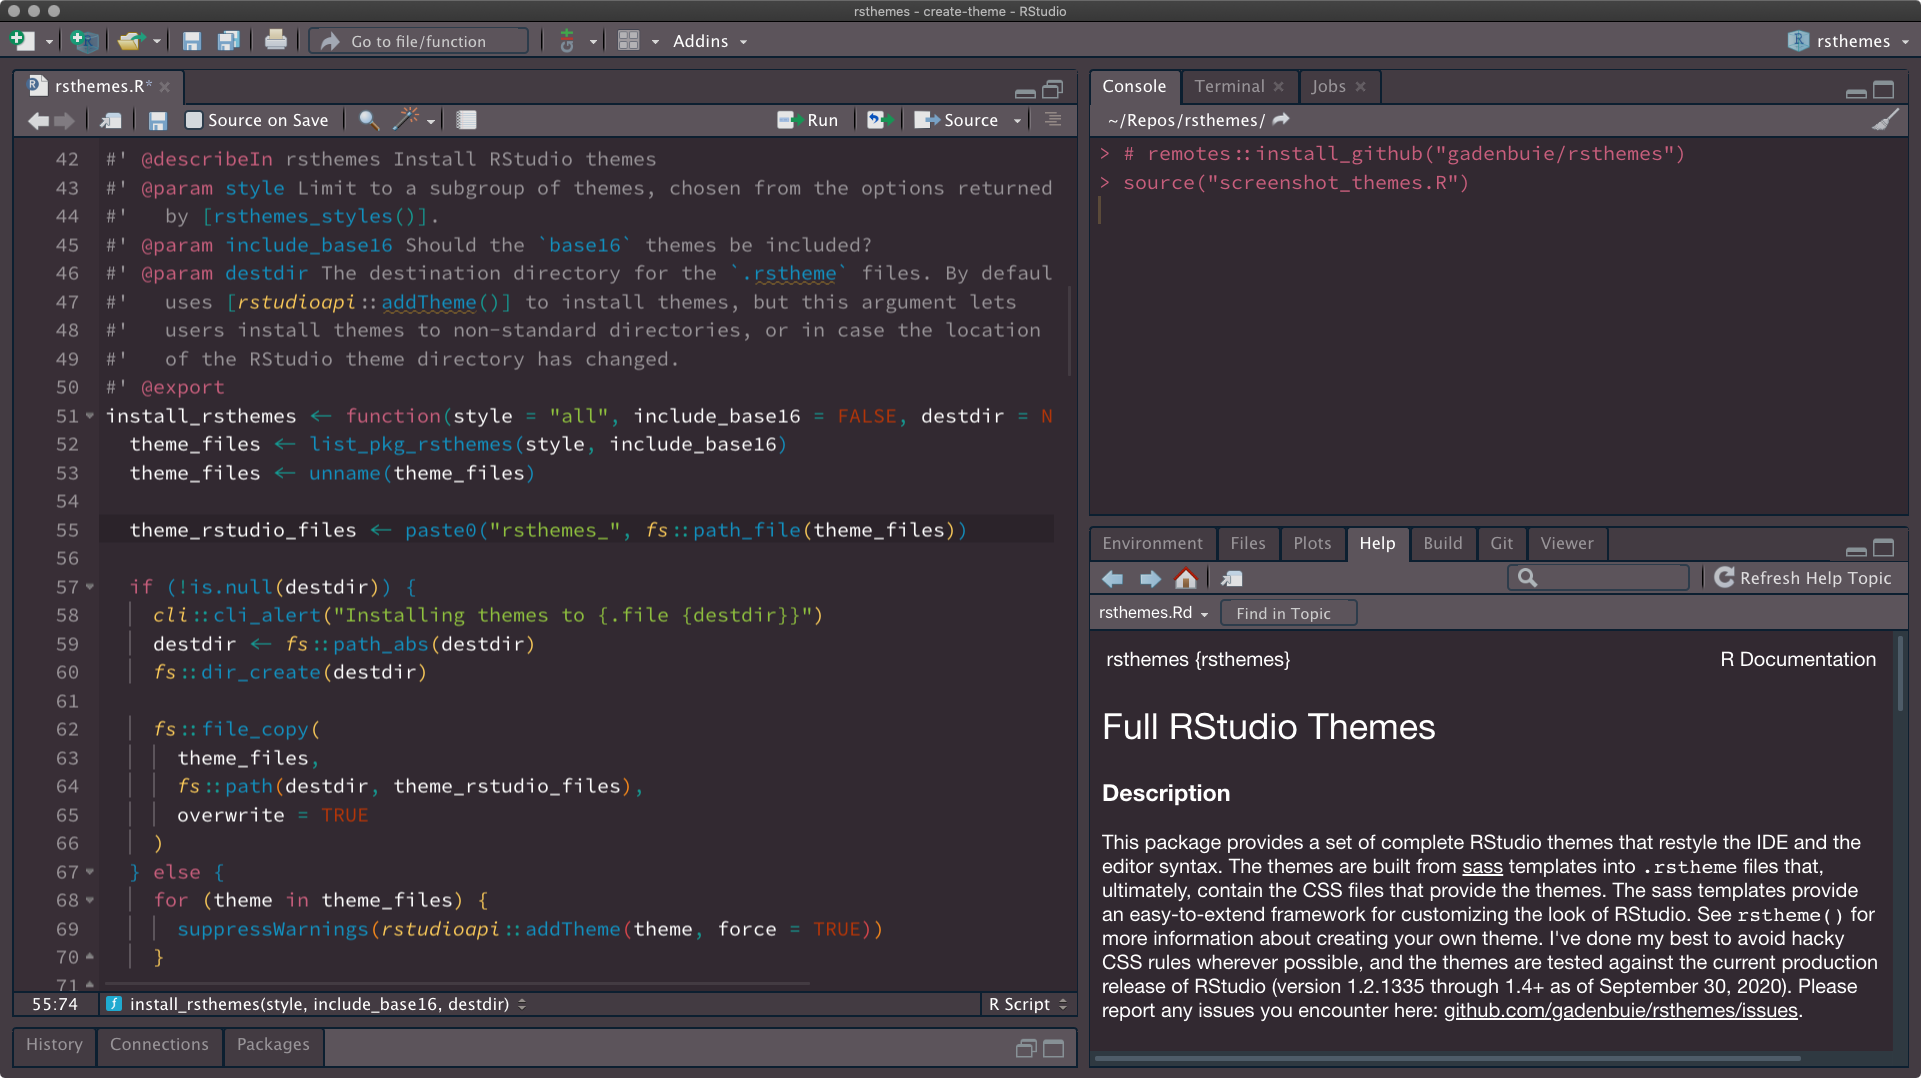 rsthemes - create-theme - RStudio
Go to file/function
Addins
rsthemes
rsthemes.R*
Source on Save
Run
Source
42 #' @describeIn rsthemes Install RStudio themes
43 #' @param style Limit to a subgroup of themes, chosen from the options returned
44 #'   by [rsthemes_styles()].
45 #' @param include_base16 Should the `base16` themes be included?
46 #' @param destdir The destination directory for the `.rstheme` files. By defaul
47 #'   uses [rstudioapi::addTheme()] to install themes, but this argument lets
48 #'   users install themes to non-standard directories, or in case the location
49 #'   of the RStudio theme directory has changed.
50 #' @export
51 install_rsthemes <- function(style = "all", include_base16 = FALSE, destdir = N
52   theme_files <- list_pkg_rsthemes(style, include_base16)
53   theme_files <- unname(theme_files)
54
55   theme_rstudio_files <- paste0("rsthemes_", fs::path_file(theme_files))
56
57   if (!is.null(destdir)) {
58     cli::cli_alert("Installing themes to {.file {destdir}}")
59     destdir <- fs::path_abs(destdir)
60     fs::dir_create(destdir)
61
62     fs::file_copy(
63       theme_files,
64       fs::path(destdir, theme_rstudio_files),
65       overwrite = TRUE
66     )
67   } else {
68     for (theme in theme_files) {
69       suppressWarnings(rstudioapi::addTheme(theme, force = TRUE))
70     }
71
55:74
install_rsthemes(style, include_base16, destdir)
R Script
History
Connections
Packages
Console
Terminal
Jobs
~/Repos/rsthemes/
> # remotes::install_github("gadenbuie/rsthemes")
> source("screenshot_themes.R")
Environment
Files
Plots
Help
Build
Git
Viewer
Refresh Help Topic
rsthemes.Rd
Find in Topic
rsthemes {rsthemes}
R Documentation
Full RStudio Themes
Description
This package provides a set of complete RStudio themes that restyle the IDE and the
editor syntax. The themes are built from sass templates into .rstheme files that,
ultimately, contain the CSS files that provide the themes. The sass templates provide
an easy-to-extend framework for customizing the look of RStudio. See rstheme() for
more information about creating your own theme. I've done my best to avoid hacky
CSS rules wherever possible, and the themes are tested against the current production
release of RStudio (version 1.2.1335 through 1.4+ as of September 30, 2020). Please
report any issues you encounter here: github.com/gadenbuie/rsthemes/issues.